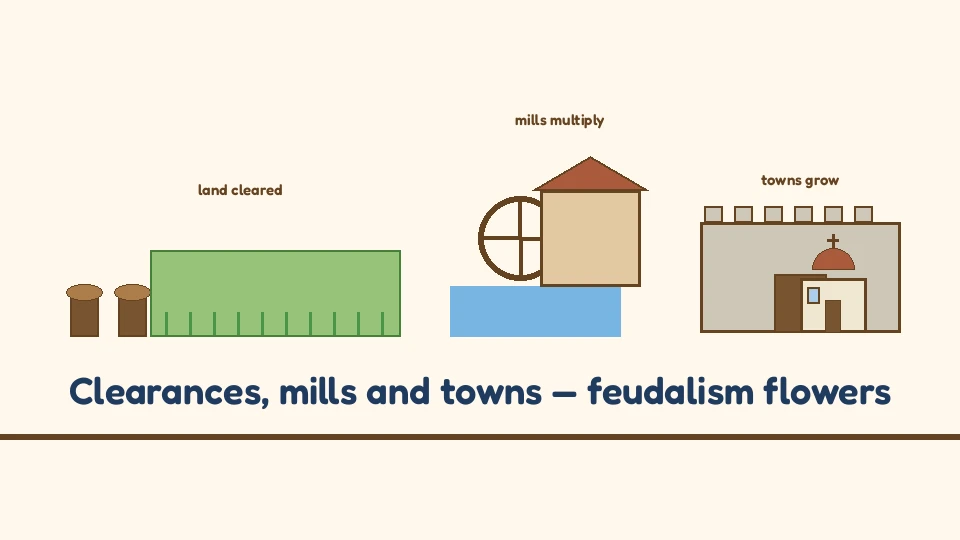 land cleared
mills multiply
towns grow
Clearances, mills and towns — feudalism flowers